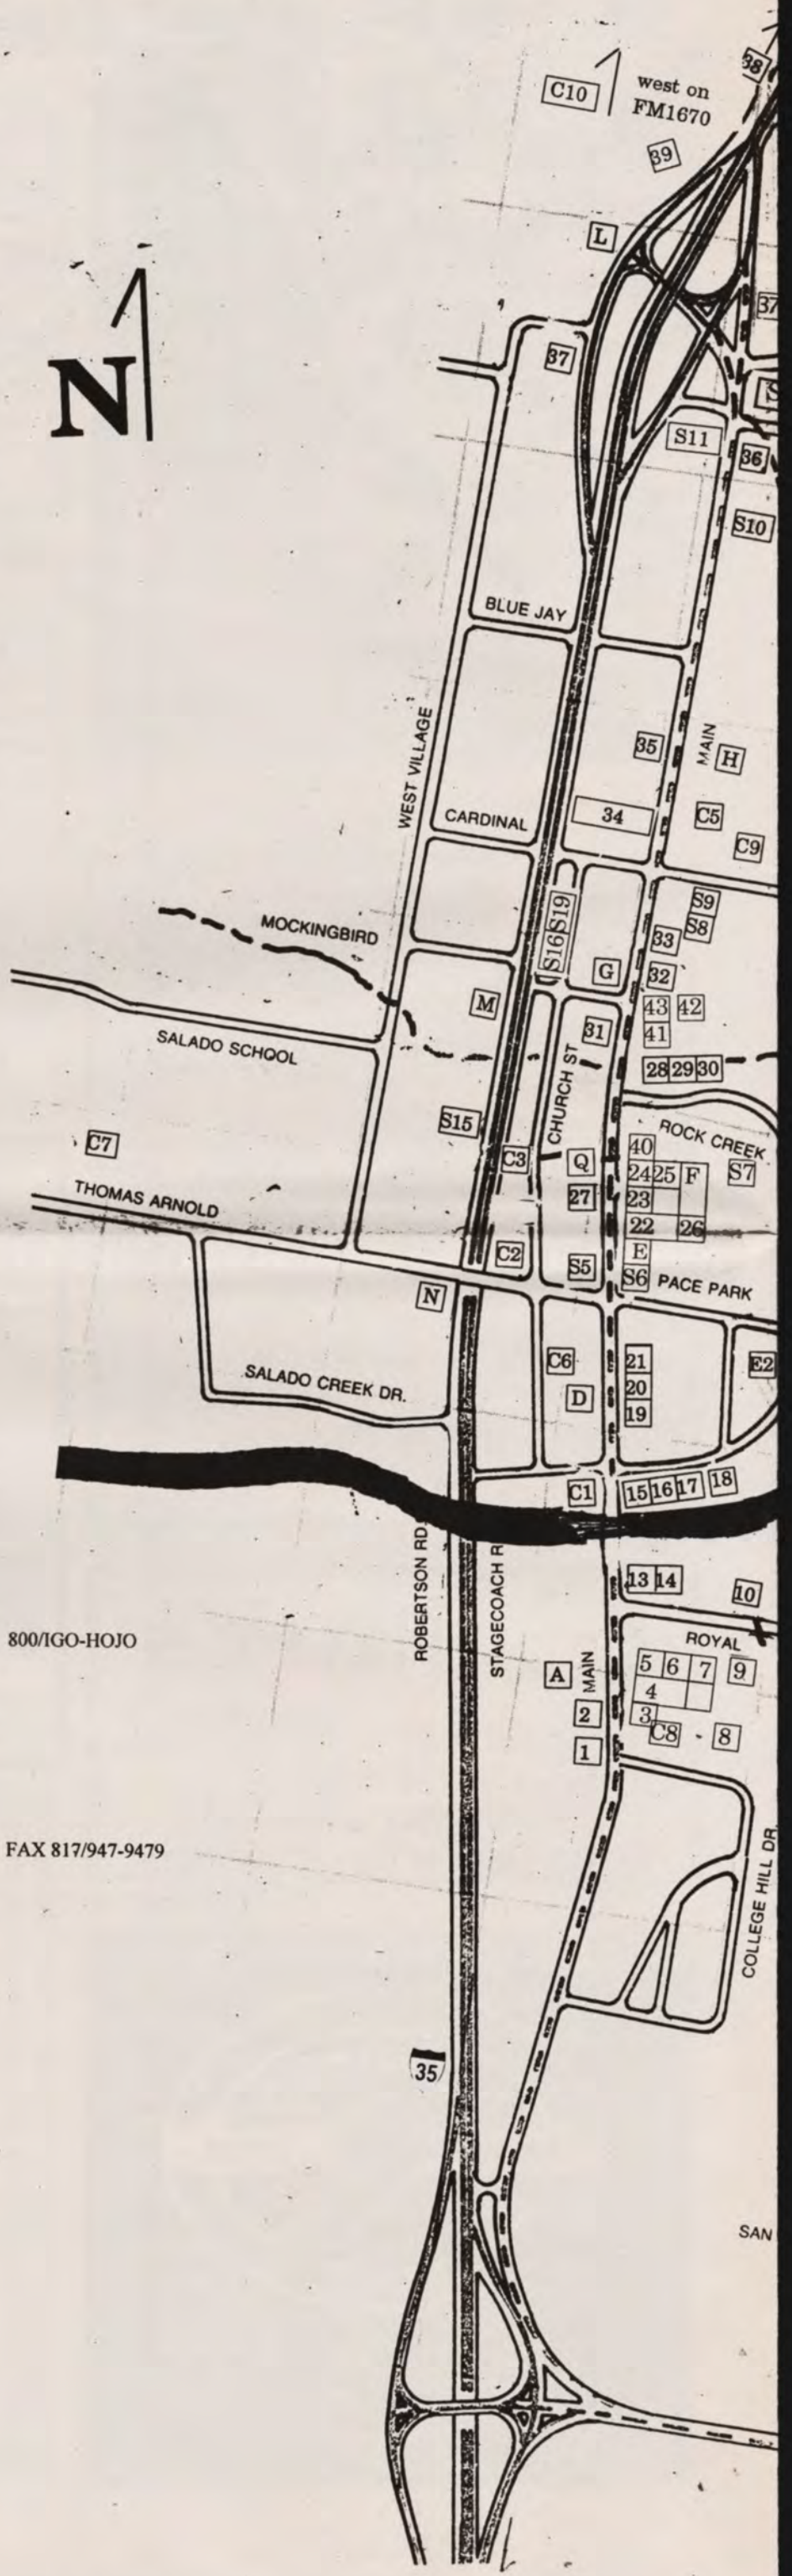 38
C10
west on
FM1670
39
L
N
37
37
S11
36
S10
BLUE JAY
WEST VILLAGE
35
MAIN
H
CARDINAL
34
C5
C9
S9
S8
S16 S19
33
MOCKINGBIRD
G
32
M
43 42
31
41
SALADO SCHOOL
28 29 30
CHURCH ST
S15
ROCK CREEK
C7
C3
Q
40
24 25 F
S7
27
23
THOMAS ARNOLD
22 26
C2
E
S5
S6
PACE PARK
N
C6
21
E2
D
20
SALADO CREEK DR.
19
C1
15 16 17 18
ROBERTSON RD.
STAGECOACH R
13 14
10
800/IGO-HOJO
ROYAL
MAIN
A
5 6 7 9
4
2
3
C8
8
1
FAX 817/947-9479
COLLEGE HILL DR.
35
SAN